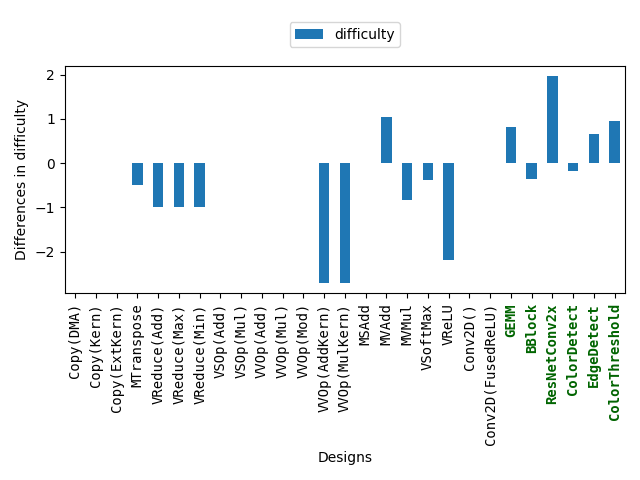 difficulty
Differences in difficulty
2
1
0
−1
−2
Copy(DMA)
Copy(Kern)
Copy(ExtKern)
MTranspose
VReduce(Add)
VReduce(Max)
VReduce(Min)
VSOp(Add)
VSOp(Mul)
VVOp(Add)
VVOp(Mul)
VVOp(Mod)
VVOp(AddKern)
VVOp(MulKern)
MSAdd
MVAdd
MVMul
VSoftMax
VReLU
Conv2D()
Conv2D(FusedReLU)
GEMM
BBlock
ResNetConv2x
ColorDetect
EdgeDetect
ColorThreshold
Designs